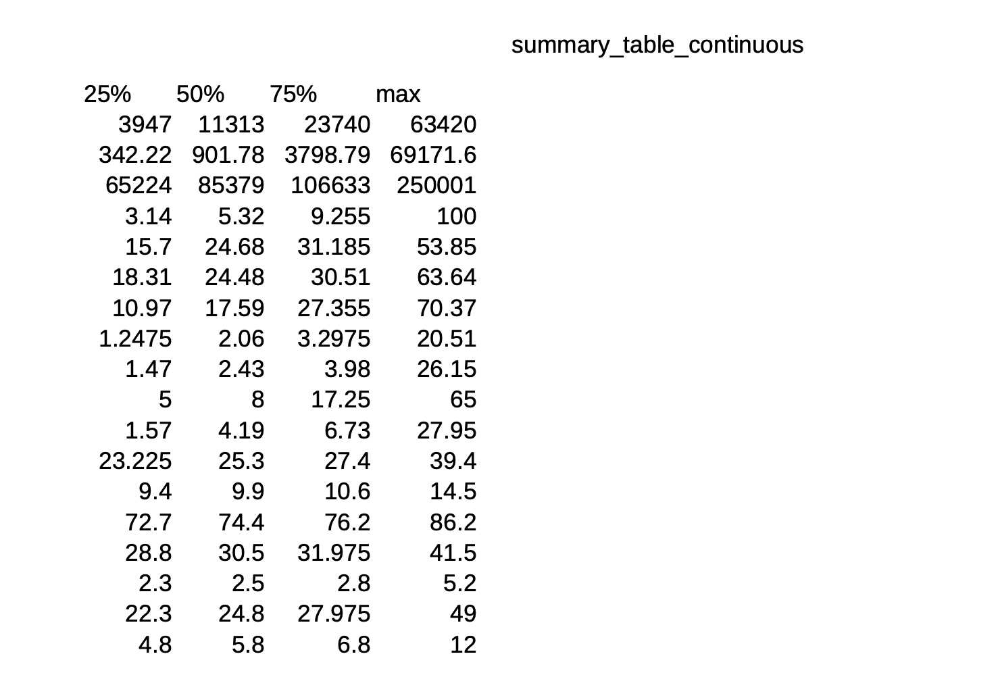 summary_table_continuous
25% 50% 75% max
3947 11313 23740 63420
342.22 901.78 3798.79 69171.6
65224 85379 106633 250001
3.14 5.32 9.255 100
15.7 24.68 31.185 53.85
18.31 24.48 30.51 63.64
10.97 17.59 27.355 70.37
1.2475 2.06 3.2975 20.51
1.47 2.43 3.98 26.15
5 8 17.25 65
1.57 4.19 6.73 27.95
23.225 25.3 27.4 39.4
9.4 9.9 10.6 14.5
72.7 74.4 76.2 86.2
28.8 30.5 31.975 41.5
2.3 2.5 2.8 5.2
22.3 24.8 27.975 49
4.8 5.8 6.8 12